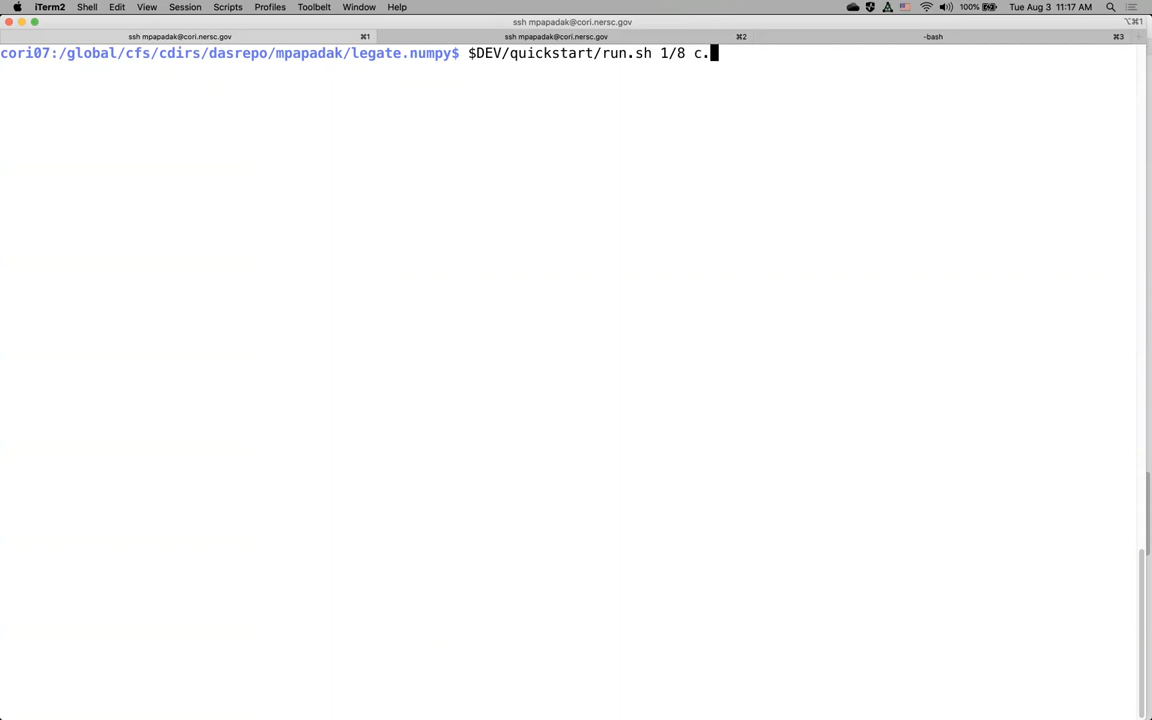 iTerm2 Shell Edit View Session Scripts Profiles Toolbelt Window Help 100% Tue Aug 3 11:17 AM
ssh mpapadak@cori.nersc.gov ⌥⌘1
ssh mpapadak@cori.nersc.gov ⌘1 ssh mpapadak@cori.nersc.gov ⌘2 -bash ⌘3
cori07:/global/cfs/cdirs/dasrepo/mpapadak/legate.numpy$ $DEV/quickstart/run.sh 1/8 c.